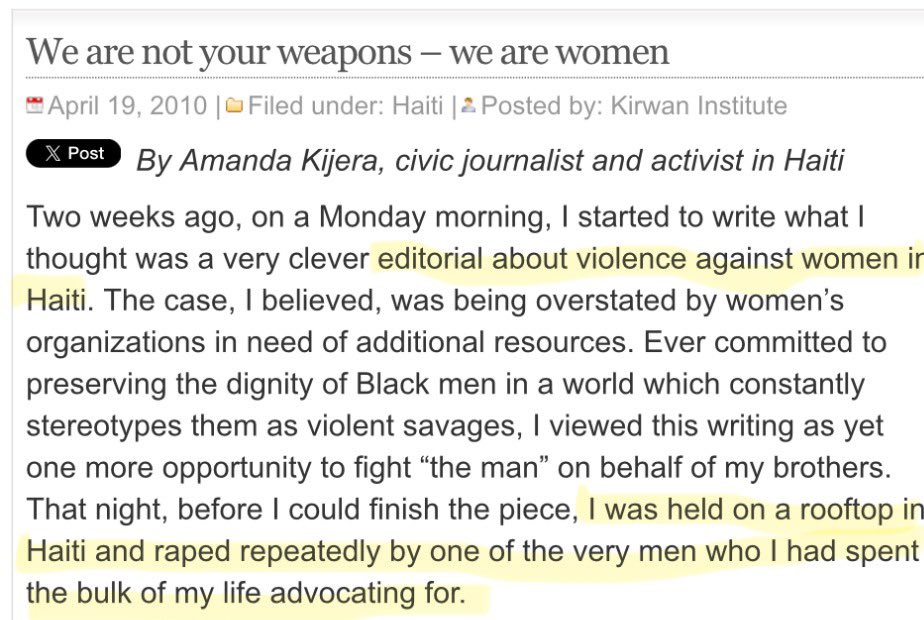 We are not your weapons – we are women
April 19, 2010 | Filed under: Haiti | Posted by: Kirwan Institute
X Post By Amanda Kijera, civic journalist and activist in Haiti
Two weeks ago, on a Monday morning, I started to write what I
thought was a very clever editorial about violence against women in
Haiti. The case, I believed, was being overstated by women’s
organizations in need of additional resources. Ever committed to
preserving the dignity of Black men in a world which constantly
stereotypes them as violent savages, I viewed this writing as yet
one more opportunity to fight “the man” on behalf of my brothers.
That night, before I could finish the piece, I was held on a rooftop in
Haiti and raped repeatedly by one of the very men who I had spent
the bulk of my life advocating for.